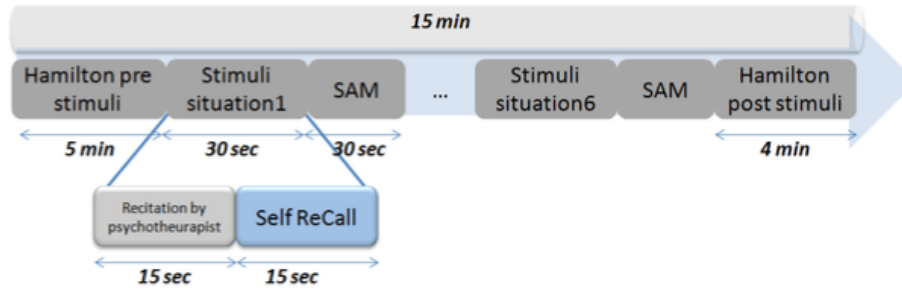 15 min
Hamilton pre
stimuli
Stimuli
situation1
SAM
...
Stimuli
situation6
SAM
Hamilton
post stimuli
5 min
30 sec
30 sec
4 min
Recitation by
psychotheurapist
Self ReCall
15 sec
15 sec